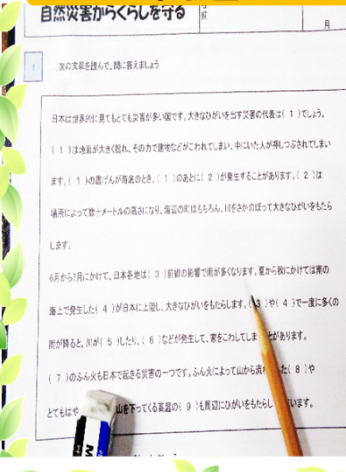 自然災害からくらしを守る
月
1 次の文章を読んで、問に答えましょう
日本は世界的に見てもとても災害が多い国です。大きなひがいを出す災害の代表は( 1 )でしょう。
( 1 )は地面が大きく揺れ、その力で建物などがこわれてしまい、中にいた人が押しつぶされてしまい
ます。( 1 )の震げんが海底のとき、( 1 )のあとに( 2 )が発生することがあります。( 2 )は
場所によって数十メートルの高さになり、海辺の町はもちろん、川をさかのぼって大きなひがいをもたら
します。
6月から7月にかけて、日本各地は( 3 )前線の影響で雨が多くなります。夏から秋にかけては南の
海上で発生した( 4 )が日本に上陸し、大きなひがいをもたらします。( 3 )や( 4 )で一度に多くの
雨が降ると、川が( 5 )したり、( 6 )などが発生して、家をこわしてしま とがあります。
( 7 )のふん火も日本で起きる災害の一つです。ふん火によって山から流 た( 8 )や
とてもはや 山を下ってくる高温の( 9 )も周辺にひがいをもたらし います。